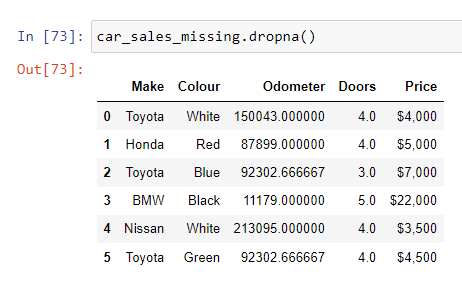 In [73]: car_sales_missing.dropna()
Out[73]:
Make Colour Odometer Doors Price
0 Toyota White 150043.000000 4.0 $4,000
1 Honda Red 87899.000000 4.0 $5,000
2 Toyota Blue 92302.666667 3.0 $7,000
3 BMW Black 11179.000000 5.0 $22,000
4 Nissan White 213095.000000 4.0 $3,500
5 Toyota Green 92302.666667 4.0 $4,500